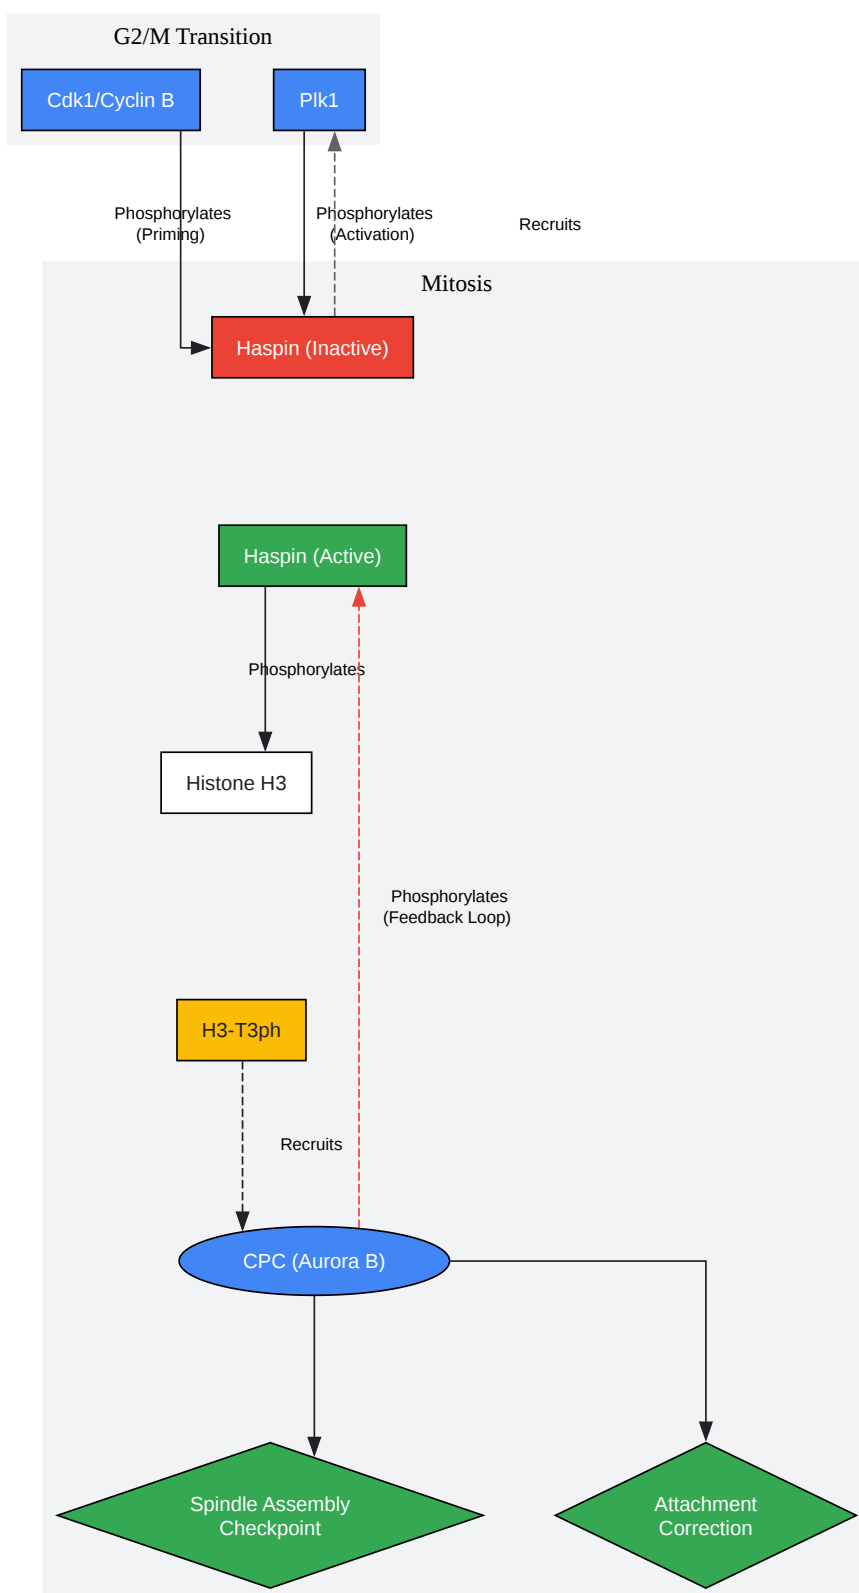 G2/M Transition
Cdk1/Cyclin B
Plk1
Phosphorylates
(Priming)
Phosphorylates
(Activation)
Recruits
Mitosis
Haspin (Inactive)
Haspin (Active)
Phosphorylates
Histone H3
Phosphorylates
(Feedback Loop)
H3-T3ph
Recruits
CPC (Aurora B)
Spindle Assembly
Checkpoint
Attachment
Correction